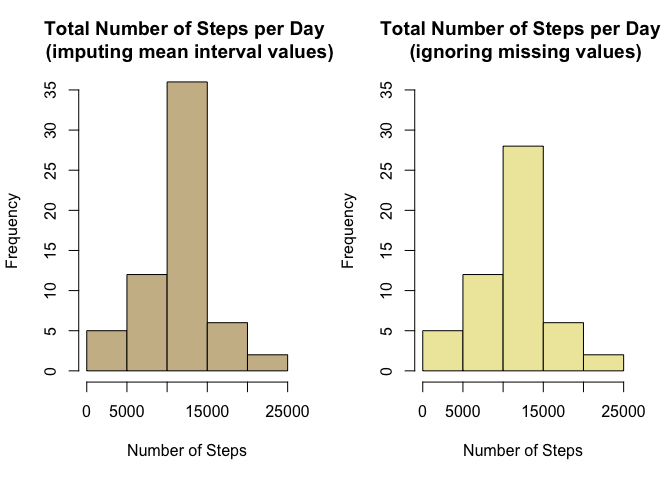 Total Number of Steps per Day
(imputing mean interval values)
35
30
25
20
15
10
5
0
Frequency
0 5000 15000 25000
Number of Steps
Total Number of Steps per Day
(ignoring missing values)
35
30
25
20
15
10
5
0
Frequency
0 5000 15000 25000
Number of Steps